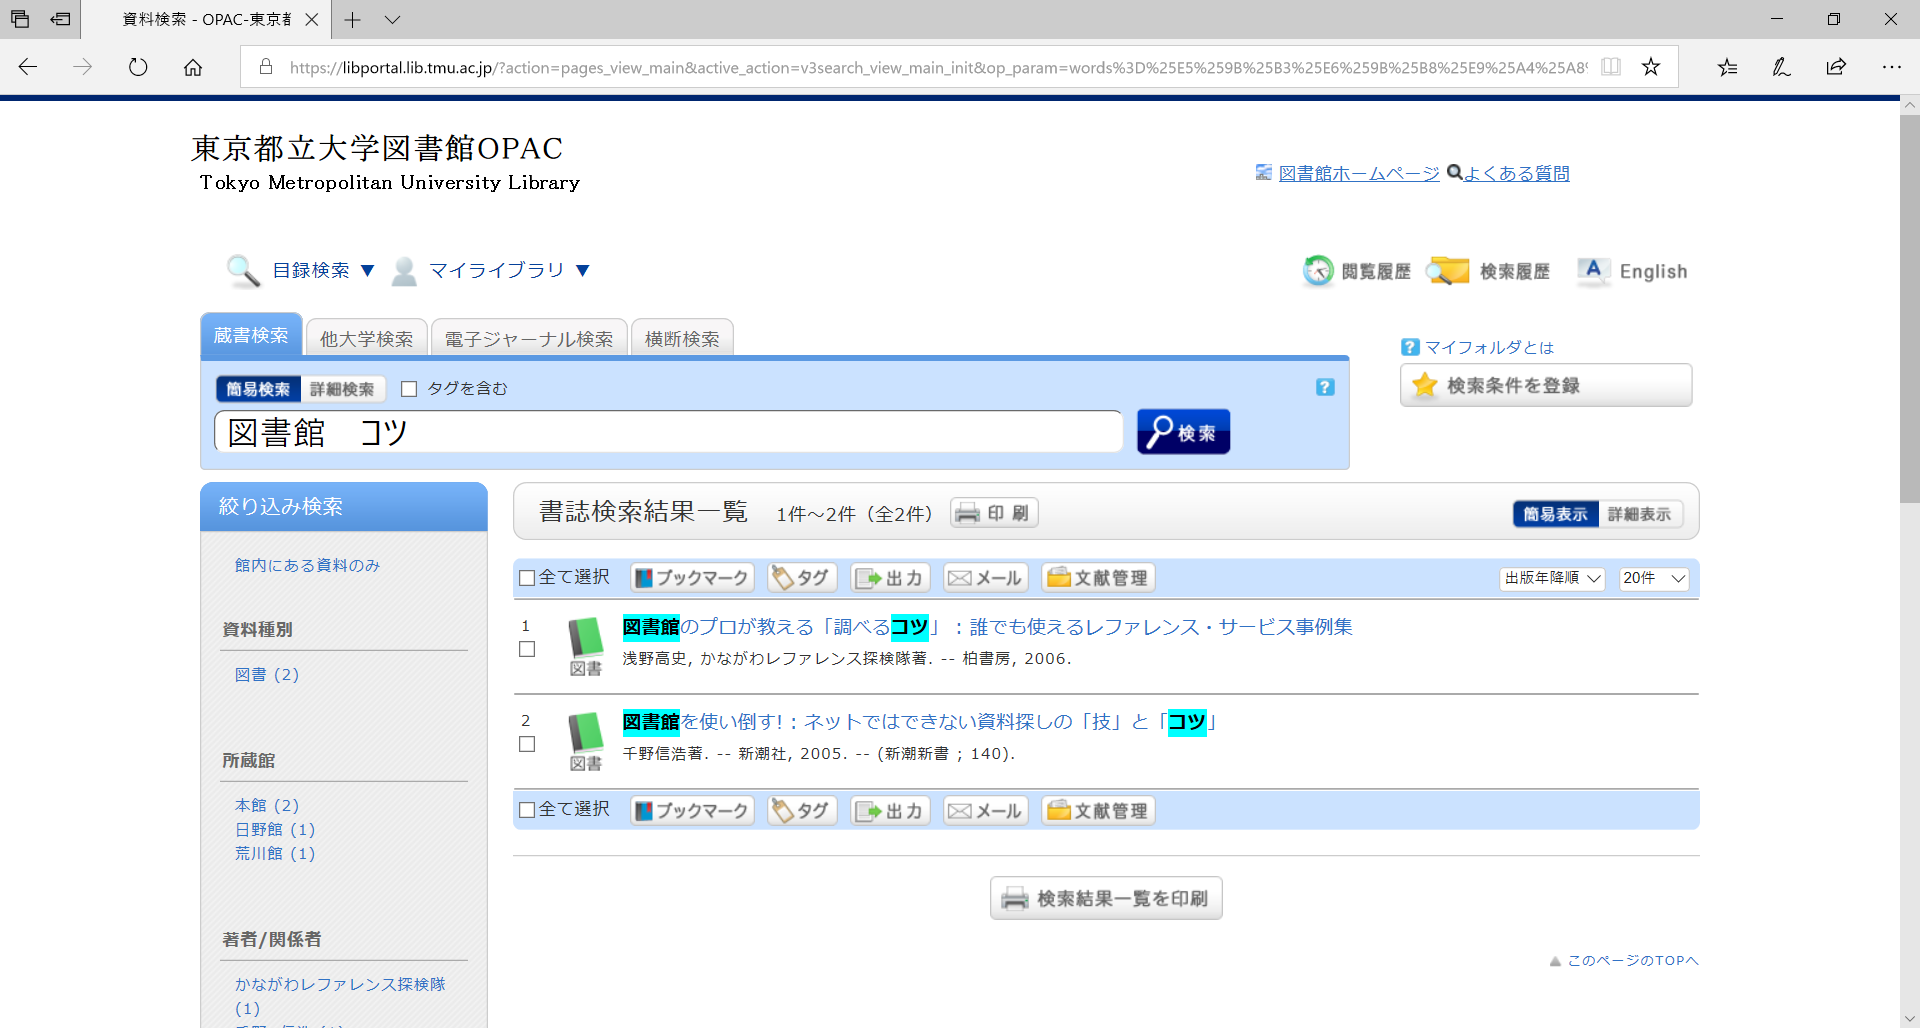 資料検索 - OPAC-東京都
https://libportal.lib.tmu.ac.jp/?action=pages_view_main&active_action=v3search_view_main_init&op_param=words%3D%25E5%259B%25B3%25E6%259B%25B8%25E9%25A4%25A8%
東京都立大学図書館OPAC
Tokyo Metropolitan University Library
図書館ホームページ よくある質問
目録検索 ▼ マイライブラリ ▼
閲覧履歴 検索履歴 English
蔵書検索 他大学検索 電子ジャーナル検索 横断検索
マイフォルダとは
簡易検索 詳細検索 タグを含む
検索条件を登録
図書館　コツ 検索
絞り込み検索
館内にある資料のみ
資料種別
図書 (2)
所蔵館
本館 (2)
日野館 (1)
荒川館 (1)
著者/関係者
かながわレファレンス探検隊
(1)
書誌検索結果一覧 1件～2件（全2件） 印刷 簡易表示 詳細表示
全て選択 ブックマーク タグ 出力 メール 文献管理 出版年降順 20件
1
図書
図書館のプロが教える「調べるコツ」 : 誰でも使えるレファレンス・サービス事例集
浅野高史, かながわレファレンス探検隊著. -- 柏書房, 2006.
2
図書
図書館を使い倒す! : ネットではできない資料探しの「技」と「コツ」
千野信浩著. -- 新潮社, 2005. -- (新潮新書 ; 140).
全て選択 ブックマーク タグ 出力 メール 文献管理
検索結果一覧を印刷
このページのTOPへ